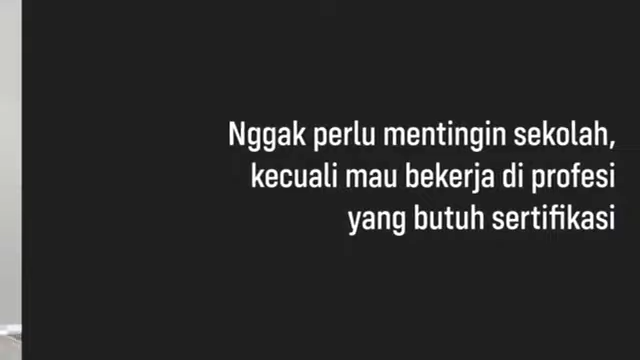 Nggak perlu mentingin sekolah,
kecuali mau bekerja di profesi
yang butuh sertifikasi